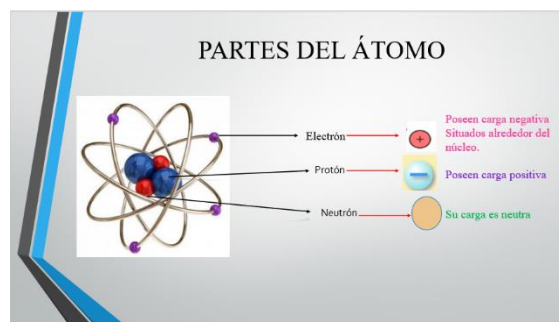 PARTES DEL ÁTOMO
Electrón
+
Poseen carga negativa
Situados alrededor del
núcleo.
Protón
−
Poseen carga positiva
Neutrón
Su carga es neutra